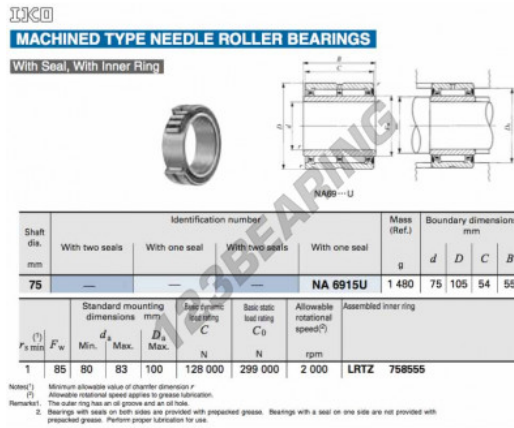 IKO
MACHINED TYPE NEEDLE ROLLER BEARINGS
With Seal, With Inner Ring
B
C
r
r
D
d
NA69···U
123BEARING
Shaft dia. mm
Identification number
Mass (Ref.) g
Boundary dimensions mm
With two seals With one seal With two seals With one seal
d D C B
75 — — — NA 6915U 1 480 75 105 54 55
rs min (1) Fw
Standard mounting dimensions mm
da Min. Max.
Da Max.
Basic dynamic load rating C N
Basic static load rating C0 N
Allowable rotational speed(2) rpm
Assembled inner ring
1 85 80 83 100 128 000 299 000 2 000 LRTZ 758555
Notes(1) Minimum allowable value of chamfer dimension r
(2) Allowable rotational speed applies to grease lubrication.
Remarks1. The outer ring has an oil groove and an oil hole.
2. Bearings with seals on both sides are provided with prepacked grease. Bearings with a seal on one side are not provided with
prepacked grease. Perform proper lubrication for use.